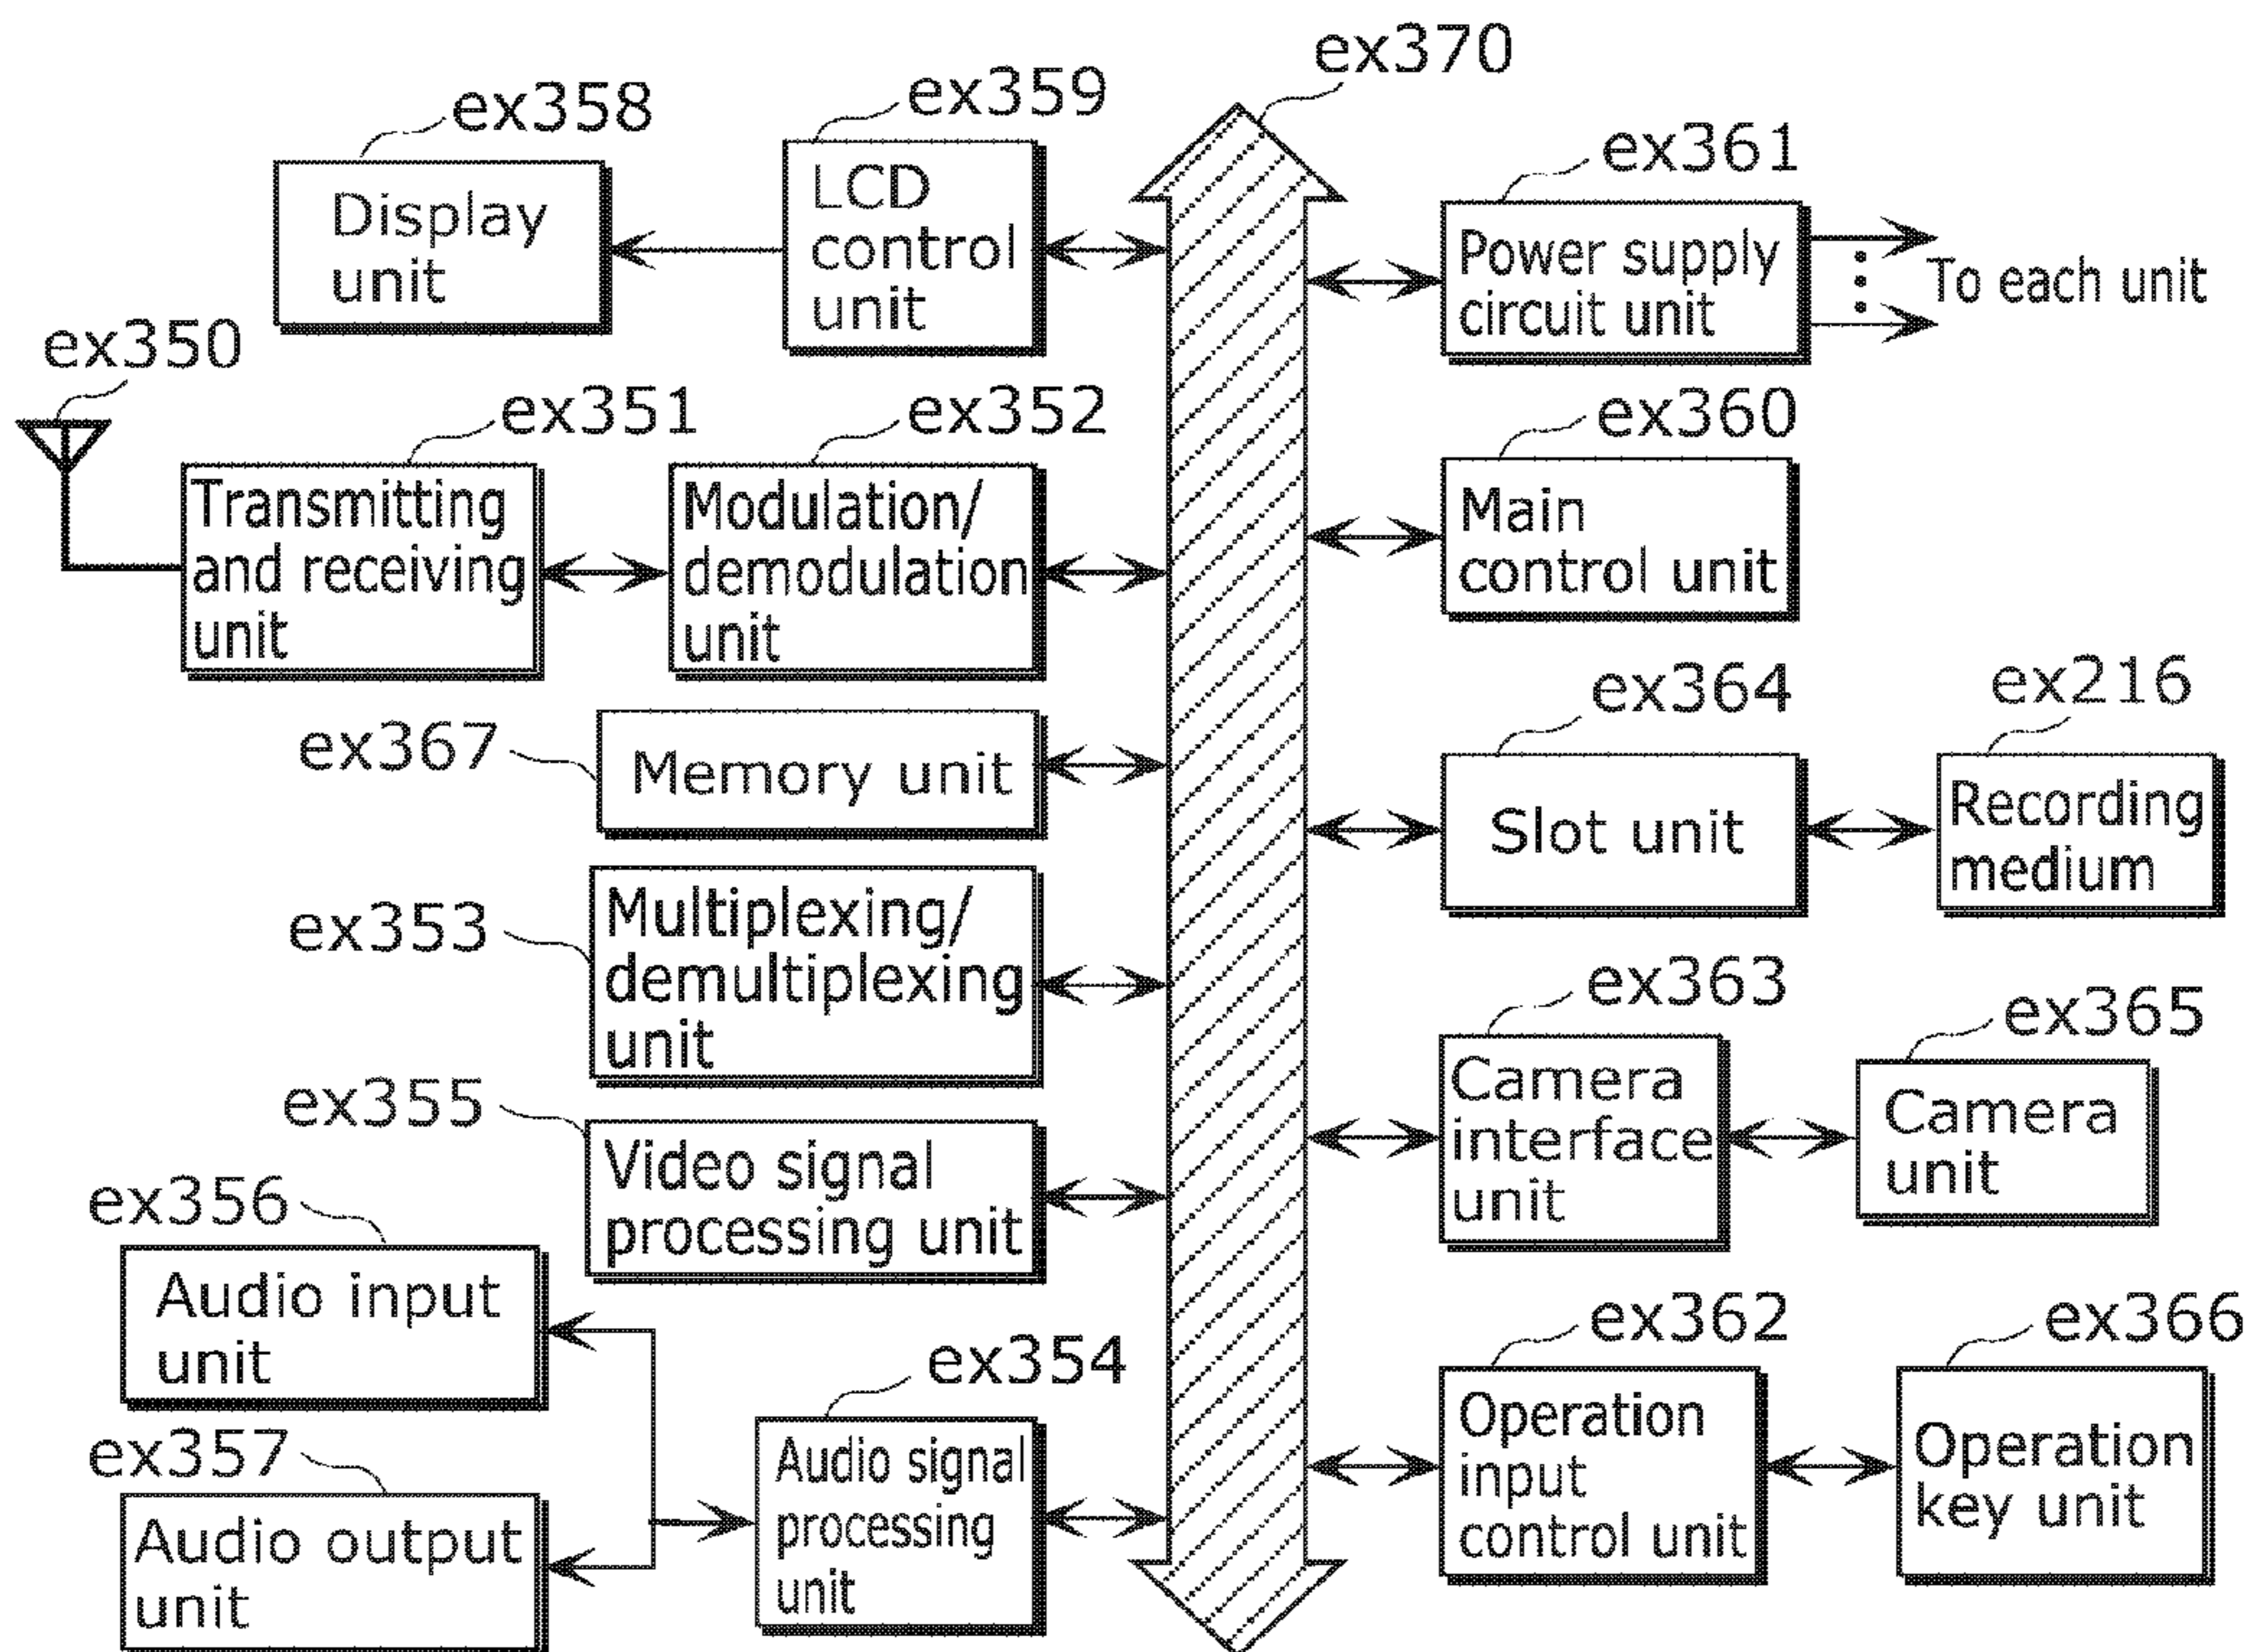 ex370
ex358
ex359
ex361
Display
unit
LCD
control
unit
Power supply
circuit unit
To each unit
ex350
ex351
ex352
ex360
Transmitting
and receiving
unit
Modulation/
demodulation
unit
Main
control unit
ex364
ex216
ex367
Memory unit
Slot unit
Recording
medium
ex353
Multiplexing/
demultiplexing
unit
ex363
ex365
Camera
interface
unit
Camera
unit
ex355
Video signal
processing unit
ex356
Audio input
unit
ex362
ex366
ex354
Operation
input
control unit
Operation
key unit
ex357
Audio output
unit
Audio signal
processing
unit